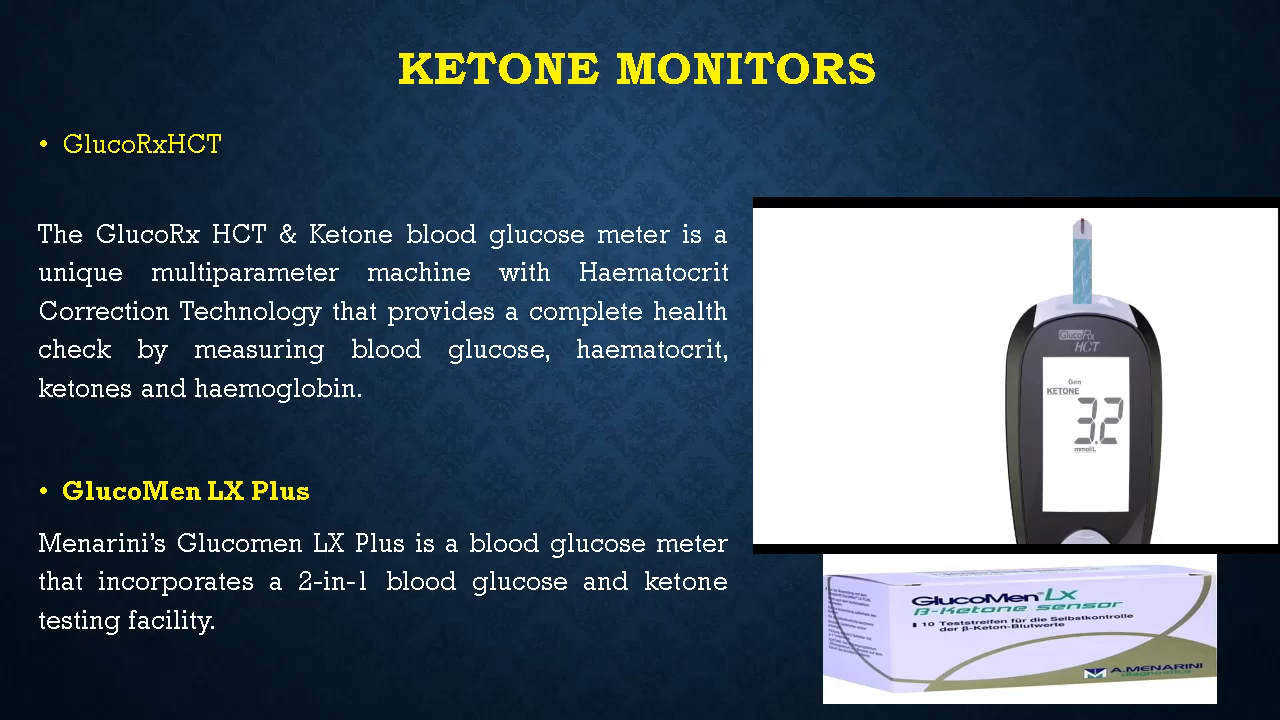 KETONE MONITORS
• GlucoRxHCT
The GlucoRx HCT & Ketone blood glucose meter is a
unique multiparameter machine with Haematocrit
Correction Technology that provides a complete health
check by measuring blood glucose, haematocrit,
ketones and haemoglobin.
• GlucoMen LX Plus
Menarini’s Glucomen LX Plus is a blood glucose meter
that incorporates a 2-in-1 blood glucose and ketone
testing facility.
GlucoRx
HCT
Gen
KETONE
3.2
mmol/L
GlucoMen™ Lx
β-Ketone sensor
10 Teststreifen für die Selbstkontrolle
der β-Keton-Blutwerte
A.MENARINI
diagnostics